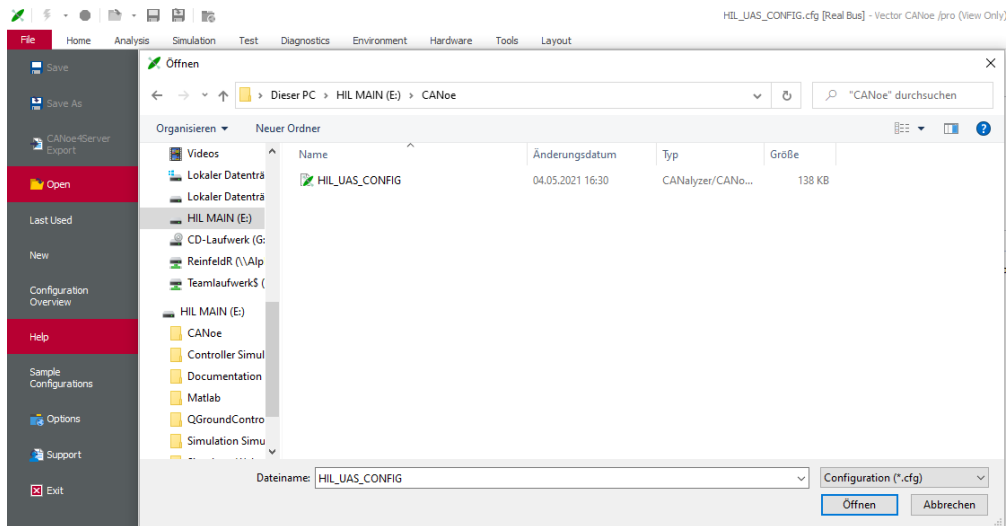 HIL_UAS_CONFIG.cfg [Real Bus] - Vector CANoe /pro (View Only)
File Home Analysis Simulation Test Diagnostics Environment Hardware Tools Layout
Save
Save As
CANoe4Server
Export
Open
Last Used
New
Configuration
Overview
Help
Sample
Configurations
Options
Support
Exit
Öffnen
Dieser PC > HIL MAIN (E:) > CANoe
"CANoe" durchsuchen
Organisieren Neuer Ordner
Videos
Lokaler Datenträ
Lokaler Datenträ
HIL MAIN (E:)
CD-Laufwerk (G:
ReinfeldR (\\Alp
Teamlaufwerk$ (
HIL MAIN (E:)
CANoe
Controller Simul
Documentation
Matlab
QGroundContro
Simulation Simu
Name Änderungsdatum Typ Größe
HIL_UAS_CONFIG 04.05.2021 16:30 CANalyzer/CANo... 138 KB
Dateiname: HIL_UAS_CONFIG
Configuration (*.cfg)
Öffnen Abbrechen